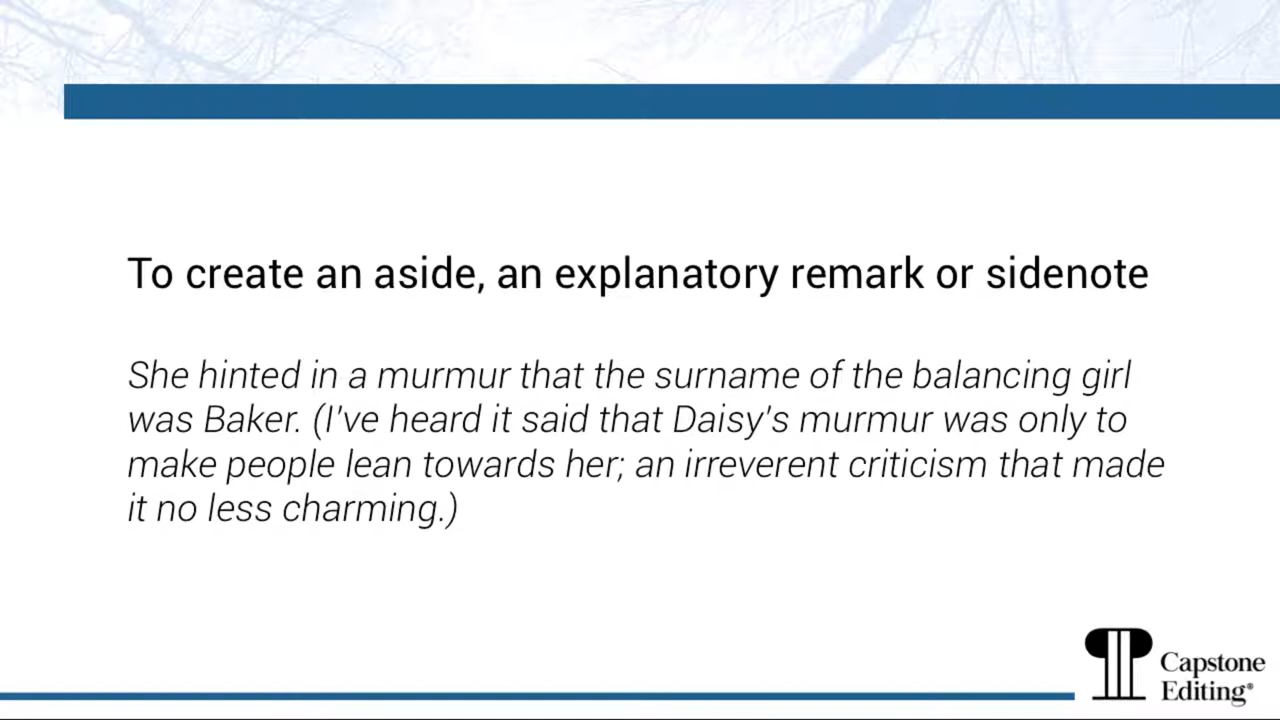 To create an aside, an explanatory remark or sidenote
She hinted in a murmur that the surname of the balancing girl
was Baker. (I've heard it said that Daisy's murmur was only to
make people lean towards her; an irreverent criticism that made
it no less charming.)
Capstone
Editing®